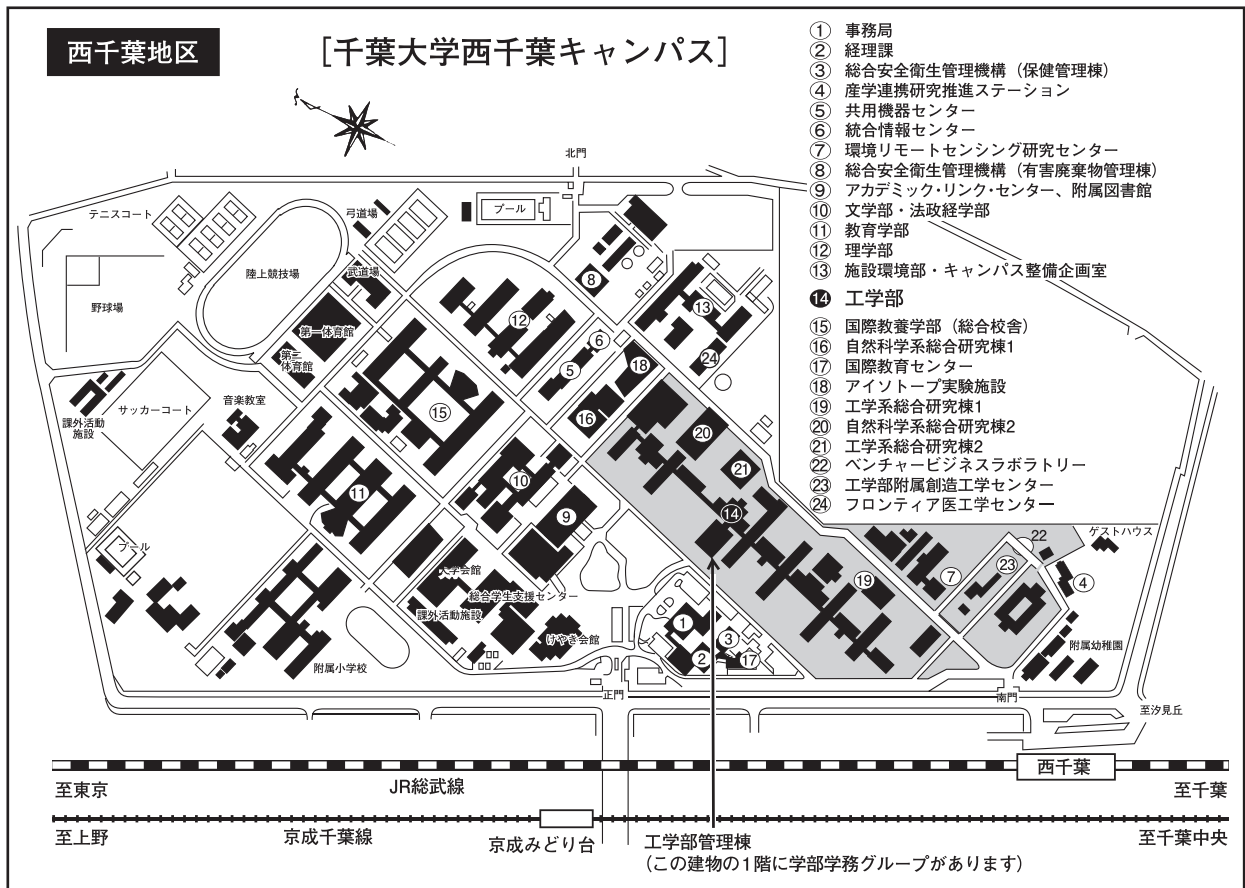 西千葉地区
［千葉大学西千葉キャンパス］
① 事務局
② 経理課
③ 総合安全衛生管理機構（保健管理棟）
④ 産学連携研究推進ステーション
⑤ 共用機器センター
⑥ 統合情報センター
⑦ 環境リモートセンシング研究センター
⑧ 総合安全衛生管理機構（有害廃棄物管理棟）
⑨ アカデミック・リンク・センター、附属図書館
⑩ 文学部・法政経学部
⑪ 教育学部
⑫ 理学部
⑬ 施設環境部・キャンパス整備企画室
⓮ 工学部
⑮ 国際教養学部（総合校舎）
⑯ 自然科学系総合研究棟1
⑰ 国際教育センター
⑱ アイソトープ実験施設
⑲ 工学系総合研究棟1
⑳ 自然科学系総合研究棟2
㉑ 工学系総合研究棟2
㉒ ベンチャービジネスラボラトリー
㉓ 工学部附属創造工学センター
㉔ フロンティア医工学センター
北門
テニスコート
弓道場
プール
陸上競技場
武道場
野球場
⑧
⑬
⑫
⑥
第一体育館
第二
体育館
⑤
⑱
㉔
音楽教室
サッカーコート
課外活動
施設
⑮
⑯
⑳
㉑
⑩
⑪
⑨
⓮
プール
大学会館
総合学生支援センター
課外活動施設
けやき会館
附属小学校
㉒
ゲストハウス
㉓
⑦
④
⑲
①
③
②
⑰
附属幼稚園
正門
南門
至汐見丘
西千葉
至東京
JR総武線
至千葉
至上野
京成千葉線
京成みどり台
至千葉中央
工学部管理棟
（この建物の1階に学部学務グループがあります）